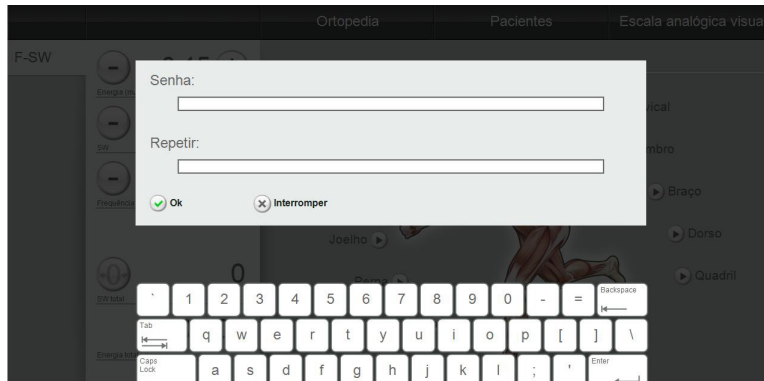 Ortopedia
Pacientes
Escala analógica visua
F-SW
Senha:
Repetir:
Ok
Interromper
Energia
SW
Frequência
vical
mbro
Braço
Joelho
Dorso
Perna
Quadril
0
SW total
Energia total
` 1 2 3 4 5 6 7 8 9 0 - = Backspace
Tab q w e r t y u i o p [ ] \
Caps Lock a s d f g h j k l ; ' Enter